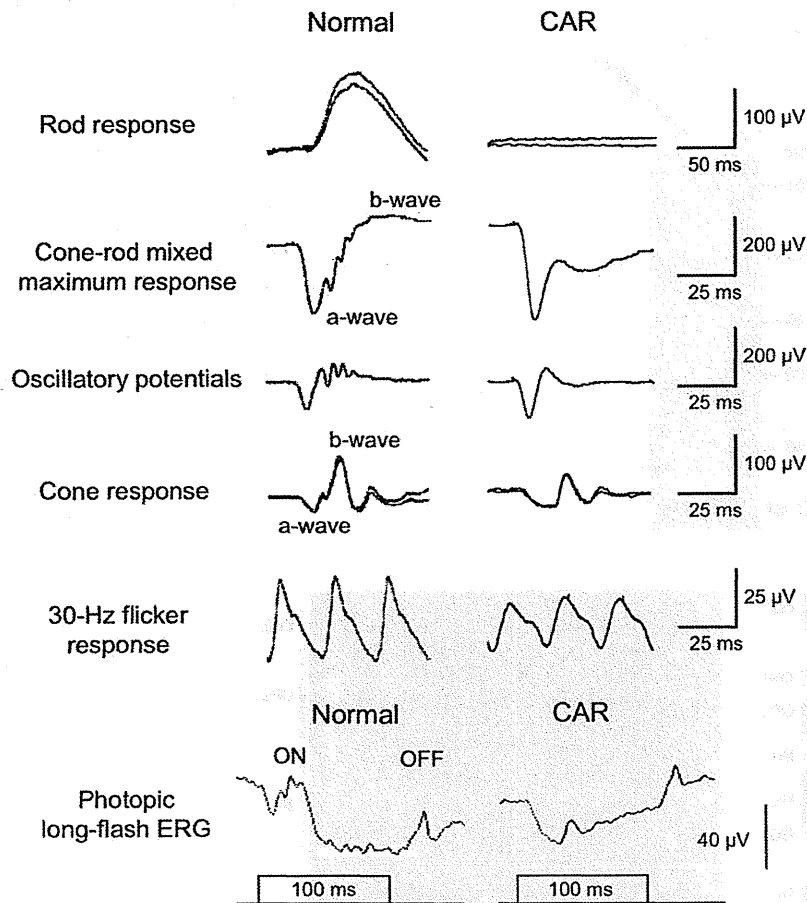 Normal CAR
Rod response
100 µV
50 ms
b-wave
Cone-rod mixed
maximum response
200 µV
25 ms
a-wave
Oscillatory potentials
200 µV
25 ms
b-wave
Cone response
100 µV
25 ms
a-wave
30-Hz flicker
response
25 µV
25 ms
Normal CAR
ON OFF
Photopic
long-flash ERG
40 µV
100 ms 100 ms